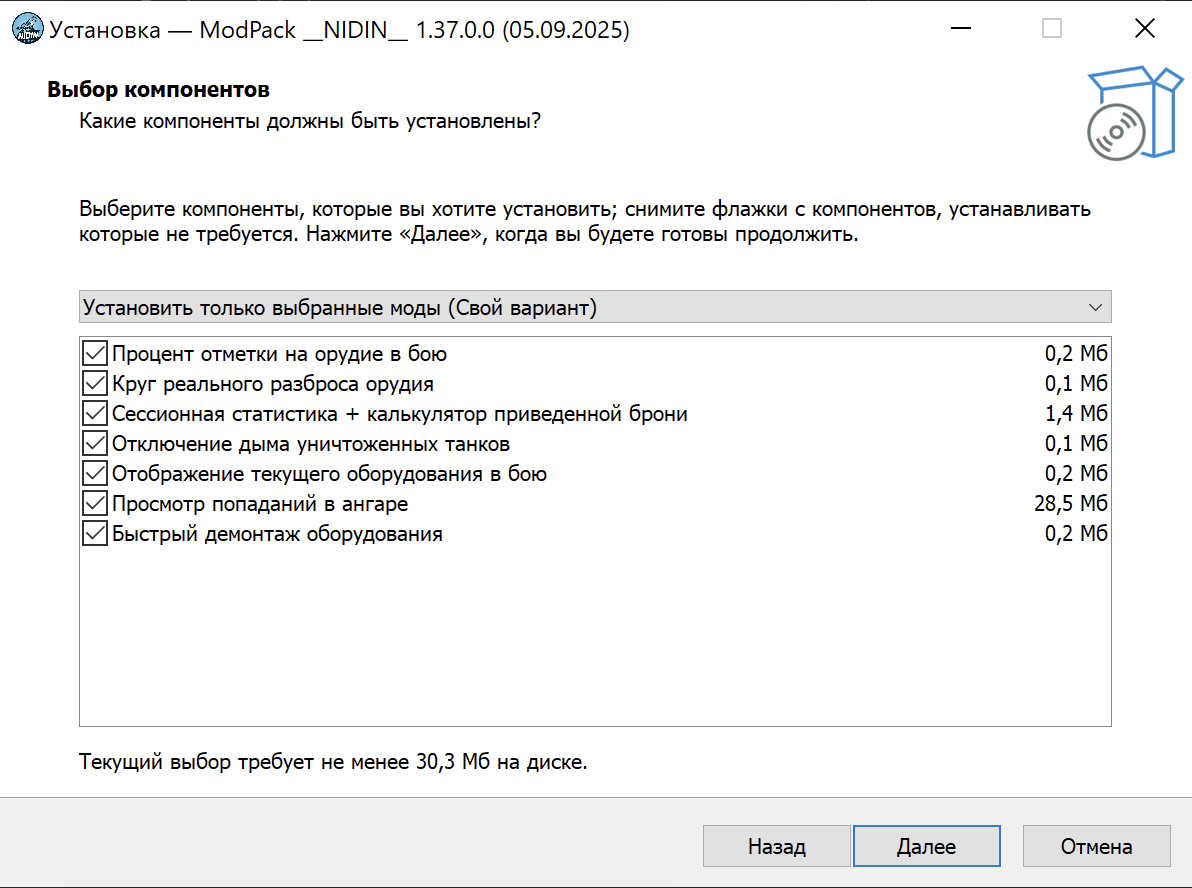 Установка — ModPack __NIDIN__ 1.37.0.0 (05.09.2025)
Выбор компонентов
Какие компоненты должны быть установлены?
Выберите компоненты, которые вы хотите установить; снимите флажки с компонентов, устанавливать
которые не требуется. Нажмите «Далее», когда вы будете готовы продолжить.
Установить только выбранные моды (Свой вариант)
Процент отметки на орудие в бою 0,2 Мб
Круг реального разброса орудия 0,1 Мб
Сессионная статистика + калькулятор приведенной брони 1,4 Мб
Отключение дыма уничтоженных танков 0,1 Мб
Отображение текущего оборудования в бою 0,2 Мб
Просмотр попаданий в ангаре 28,5 Мб
Быстрый демонтаж оборудования 0,2 Мб
Текущий выбор требует не менее 30,3 Мб на диске.
Назад Далее Отмена